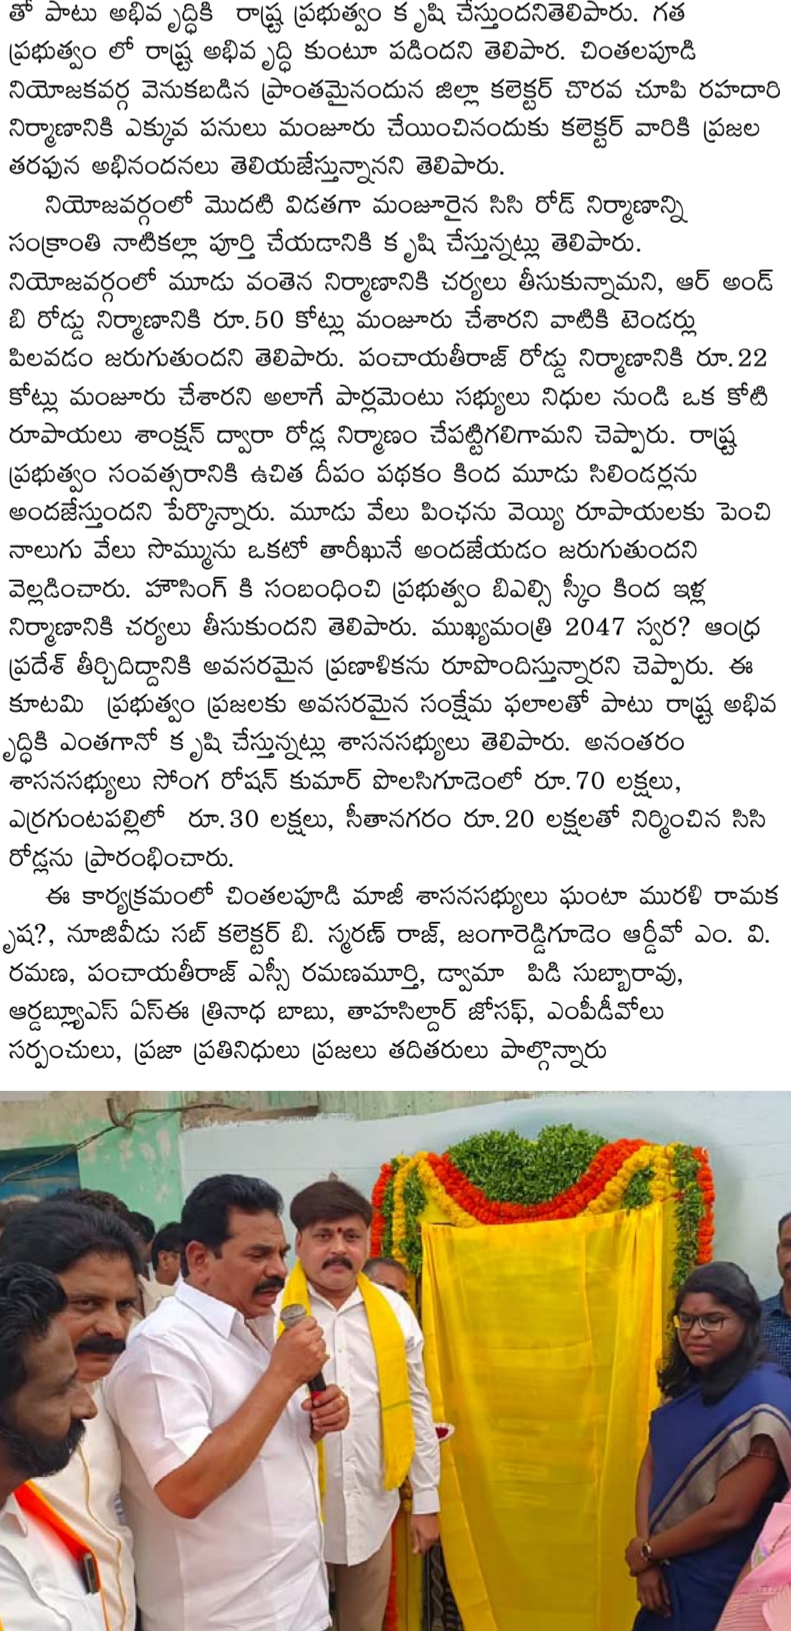 తో పాటు అభివ ృద్ధికి రాష్ట్ర ప్రభుత్వం క ృషి చేస్తుందనితెలిపారు. గత
ప్రభుత్వం లో రాష్ట్ర అభివ ృద్ధి కుంటూ పడిందని తెలిపార. చింతలపూడి
నియోజకవర్గ వెనుకబడిన ప్రాంతమైనందున జిల్లా కలెక్టర్ చొరవ చూపి రహదారి
నిర్మాణానికి ఎక్కువ పనులు మంజూరు చేయించినందుకు కలెక్టర్ వారికి ప్రజల
తరఫున అభినందనలు తెలియజేస్తున్నానని తెలిపారు.
నియోజవర్గంలో మొదటి విడతగా మంజూరైన సిసి రోడ్ నిర్మాణాన్ని
సంక్రాంతి నాటికల్లా పూర్తి చేయడానికి క ృషి చేస్తున్నట్లు తెలిపారు.
నియోజవర్గంలో మూడు వంతెన నిర్మాణానికి చర్యలు తీసుకున్నామని, ఆర్ అండ్
బి రోడ్డు నిర్మాణానికి రూ.50 కోట్లు మంజూరు చేశారని వాటికి టెండర్లు
పిలవడం జరుగుతుందని తెలిపారు. పంచాయతీరాజ్ రోడ్డు నిర్మాణానికి రూ.22
కోట్లు మంజూరు చేశారని అలాగే పార్లమెంటు సభ్యులు నిధుల నుండి ఒక కోటి
రూపాయలు శాంక్షన్ ద్వారా రోడ్ల నిర్మాణం చేపట్టిగలిగామని చెప్పారు. రాష్ట్ర
ప్రభుత్వం సంవత్సరానికి ఉచిత దీపం పథకం కింద మూడు సిలిండర్లను
అందజేస్తుందని పేర్కొన్నారు. మూడు వేలు పింఛను వెయ్యి రూపాయలకు పెంచి
నాలుగు వేలు సొమ్మును ఒకటో తారీఖునే అందజేయడం జరుగుతుందని
వెల్లడించారు. హౌసింగ్ కి సంబంధించి ప్రభుత్వం బిఎల్సి స్కీం కింద ఇళ్ల
నిర్మాణానికి చర్యలు తీసుకుందని తెలిపారు. ముఖ్యమంత్రి 2047 స్వర? ఆంధ్ర
ప్రదేశ్ తీర్చిదిద్దానికి అవసరమైన ప్రణాళికను రూపొందిస్తున్నారని చెప్పారు. ఈ
కూటమి ప్రభుత్వం ప్రజలకు అవసరమైన సంక్షేమ ఫలాలతో పాటు రాష్ట్ర అభివ
ృద్ధికి ఎంతగానో క ృషి చేస్తున్నట్లు శాసనసభ్యులు తెలిపారు. అనంతరం
శాసనసభ్యులు సోంగ రోషన్ కుమార్ పొలసిగూడెంలో రూ.70 లక్షలు,
ఎర్రగుంటపల్లిలో రూ.30 లక్షలు, సీతానగరం రూ.20 లక్షలతో నిర్మించిన సిసి
రోడ్లను ప్రారంభించారు.
ఈ కార్యక్రమంలో చింతలపూడి మాజీ శాసనసభ్యులు ఘంటా మురళి రామక
ృష?, నూజివీడు సబ్ కలెక్టర్ బి. స్మరణ్ రాజ్, జంగారెడ్డిగూడెం ఆర్డీవో ఎం. వి.
రమణ, పంచాయతీరాజ్ ఎస్సీ రమణమూర్తి, డ్వామా పిడి సుబ్బారావు,
ఆర్డబ్ల్యూఎస్ ఏస్ఈ త్రినాధ బాబు, తాహసిల్దార్ జోసఫ్, ఎంపీడీవోలు
సర్పంచులు, ప్రజా ప్రతినిధులు ప్రజలు తదితరులు పాల్గొన్నారు